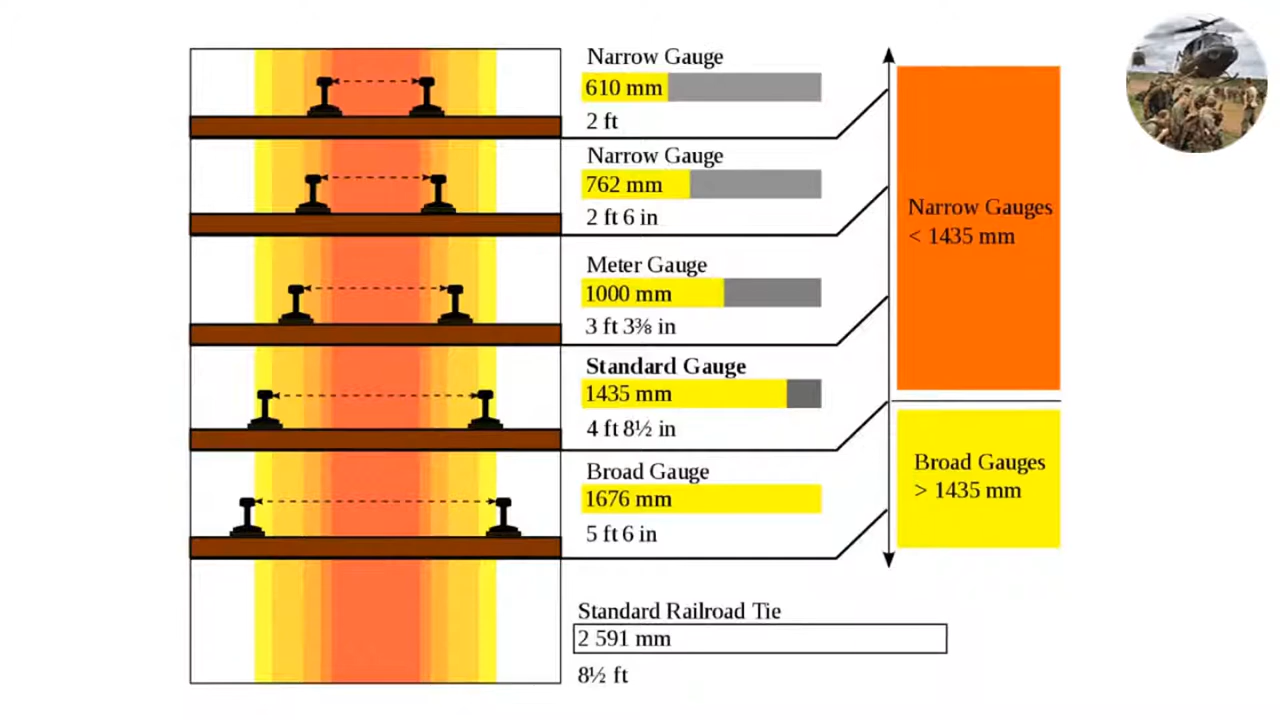 Narrow Gauge
610 mm
2 ft
Narrow Gauge
762 mm
2 ft 6 in
Meter Gauge
1000 mm
3 ft 3⅜ in
Standard Gauge
1435 mm
4 ft 8½ in
Broad Gauge
1676 mm
5 ft 6 in
Standard Railroad Tie
2 591 mm
8½ ft
Narrow Gauges
< 1435 mm
Broad Gauges
> 1435 mm